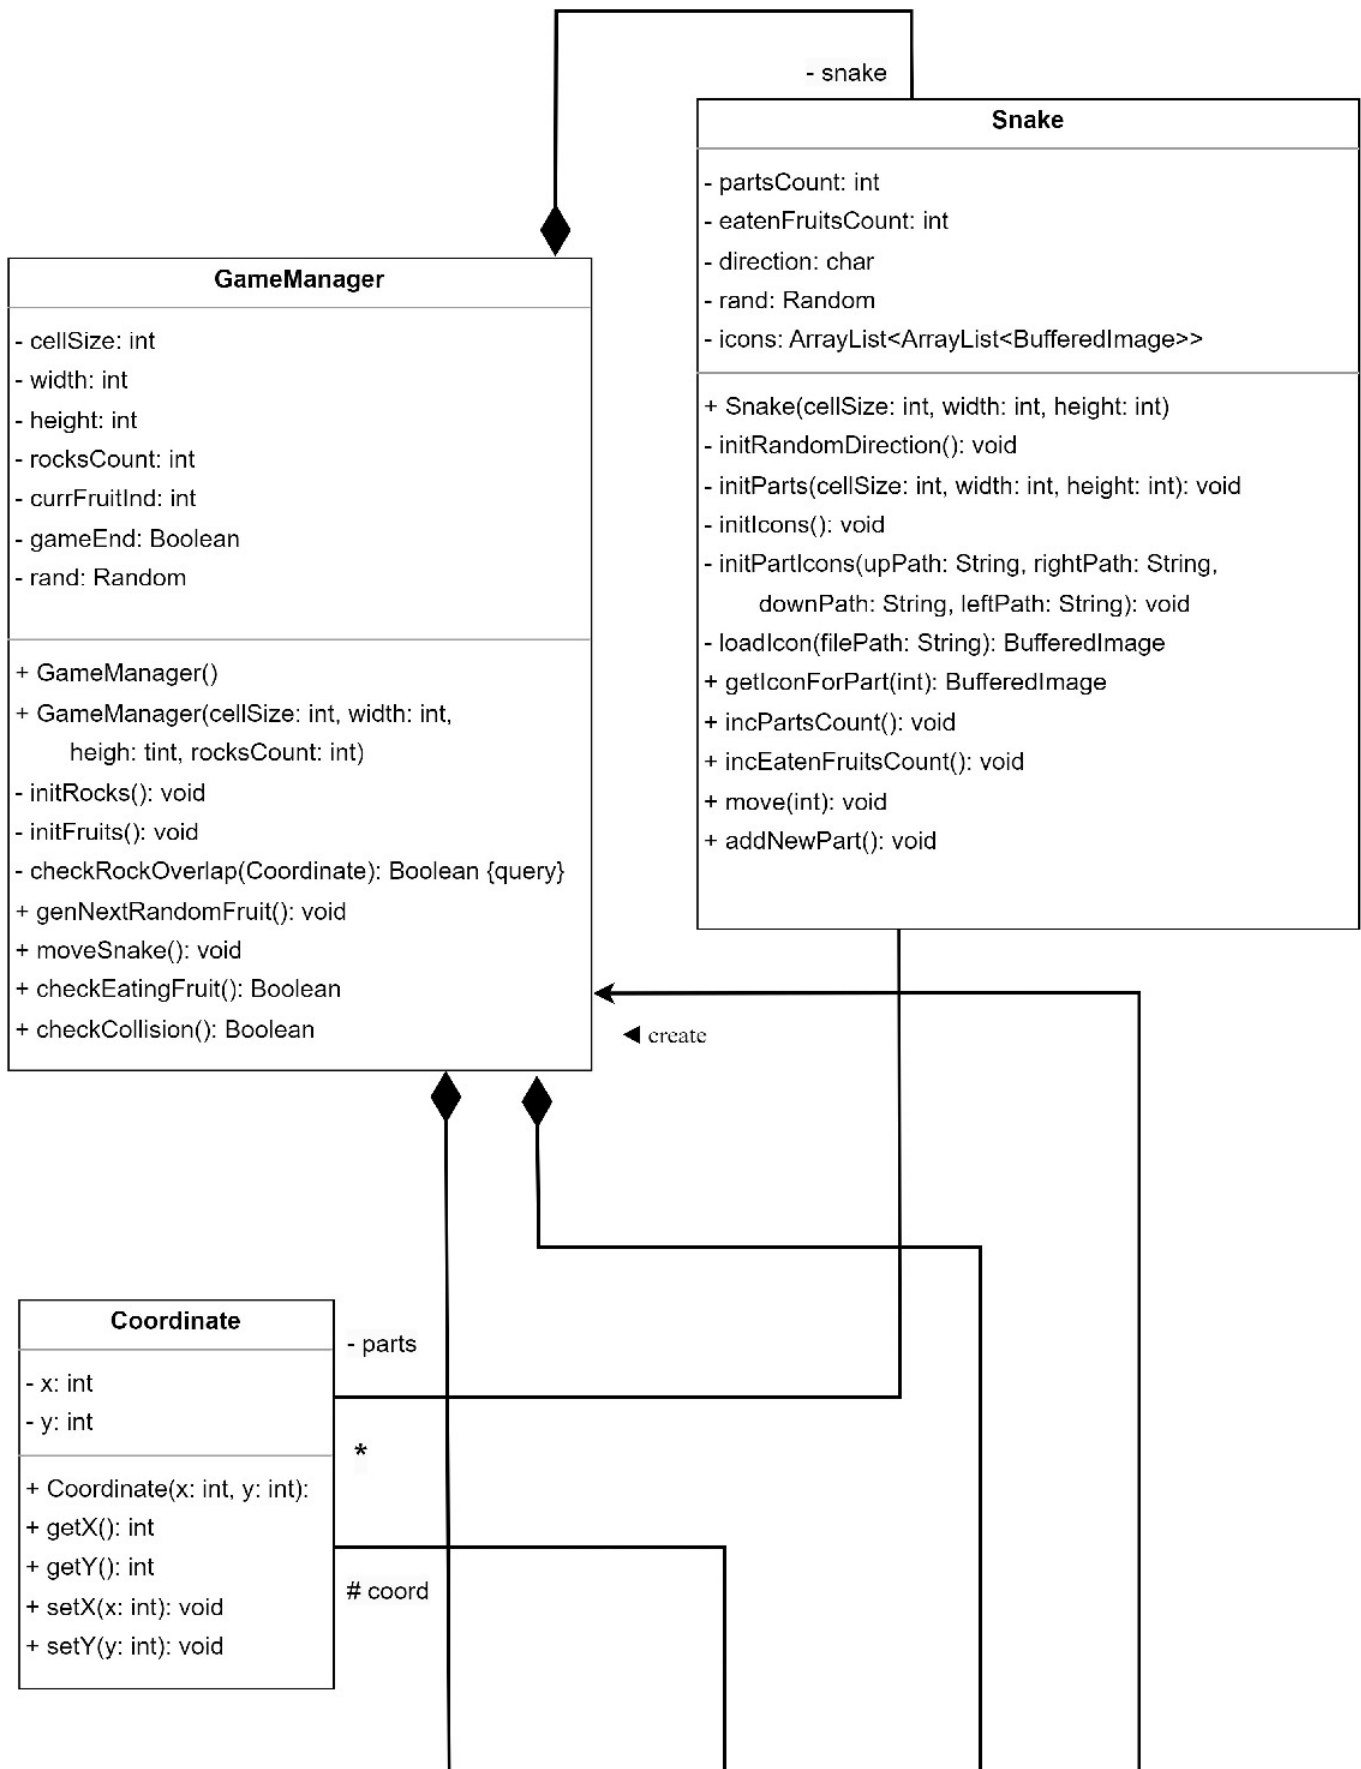 - snake
Snake
- partsCount: int
- eatenFruitsCount: int
- direction: char
- rand: Random
- icons: ArrayList<ArrayList<BufferedImage>>
+ Snake(cellSize: int, width: int, height: int)
- initRandomDirection(): void
- initParts(cellSize: int, width: int, height: int): void
- initIcons(): void
- initPartIcons(upPath: String, rightPath: String,
downPath: String, leftPath: String): void
- loadIcon(filePath: String): BufferedImage
+ getIconForPart(int): BufferedImage
+ incPartsCount(): void
+ incEatenFruitsCount(): void
+ move(int): void
+ addNewPart(): void
GameManager
- cellSize: int
- width: int
- height: int
- rocksCount: int
- currFruitInd: int
- gameEnd: Boolean
- rand: Random
+ GameManager()
+ GameManager(cellSize: int, width: int,
heigh: tint, rocksCount: int)
- initRocks(): void
- initFruits(): void
- checkRockOverlap(Coordinate): Boolean {query}
+ genNextRandomFruit(): void
+ moveSnake(): void
+ checkEatingFruit(): Boolean
+ checkCollision(): Boolean
◀ create
Coordinate
- x: int
- y: int
+ Coordinate(x: int, y: int):
+ getX(): int
+ getY(): int
+ setX(x: int): void
+ setY(y: int): void
- parts
*
# coord